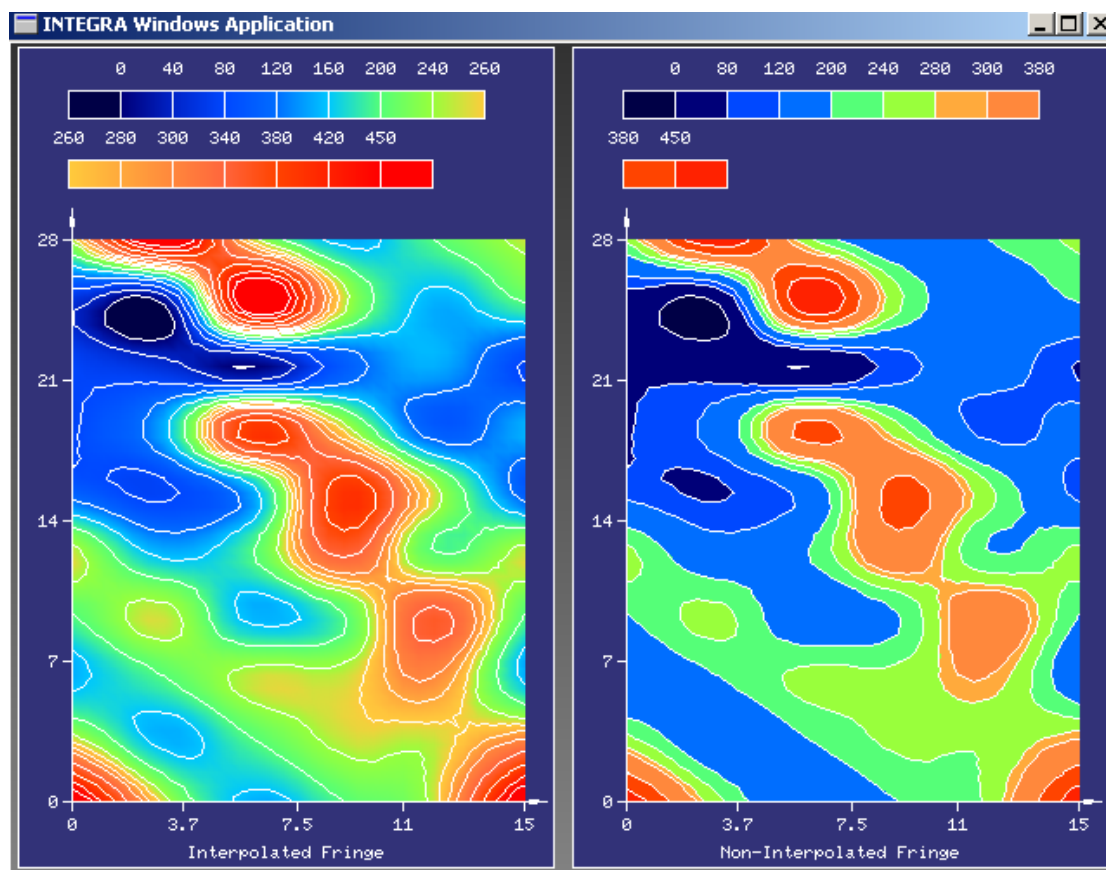 INTEGRA Windows Application
0 40 80 120 160 200 240 260
260 280 300 340 380 420 450
28
21
14
7
0
0 3.7 7.5 11 15
Interpolated Fringe
0 80 120 200 240 280 300 380
380 450
28
21
14
7
0
0 3.7 7.5 11 15
Non-Interpolated Fringe